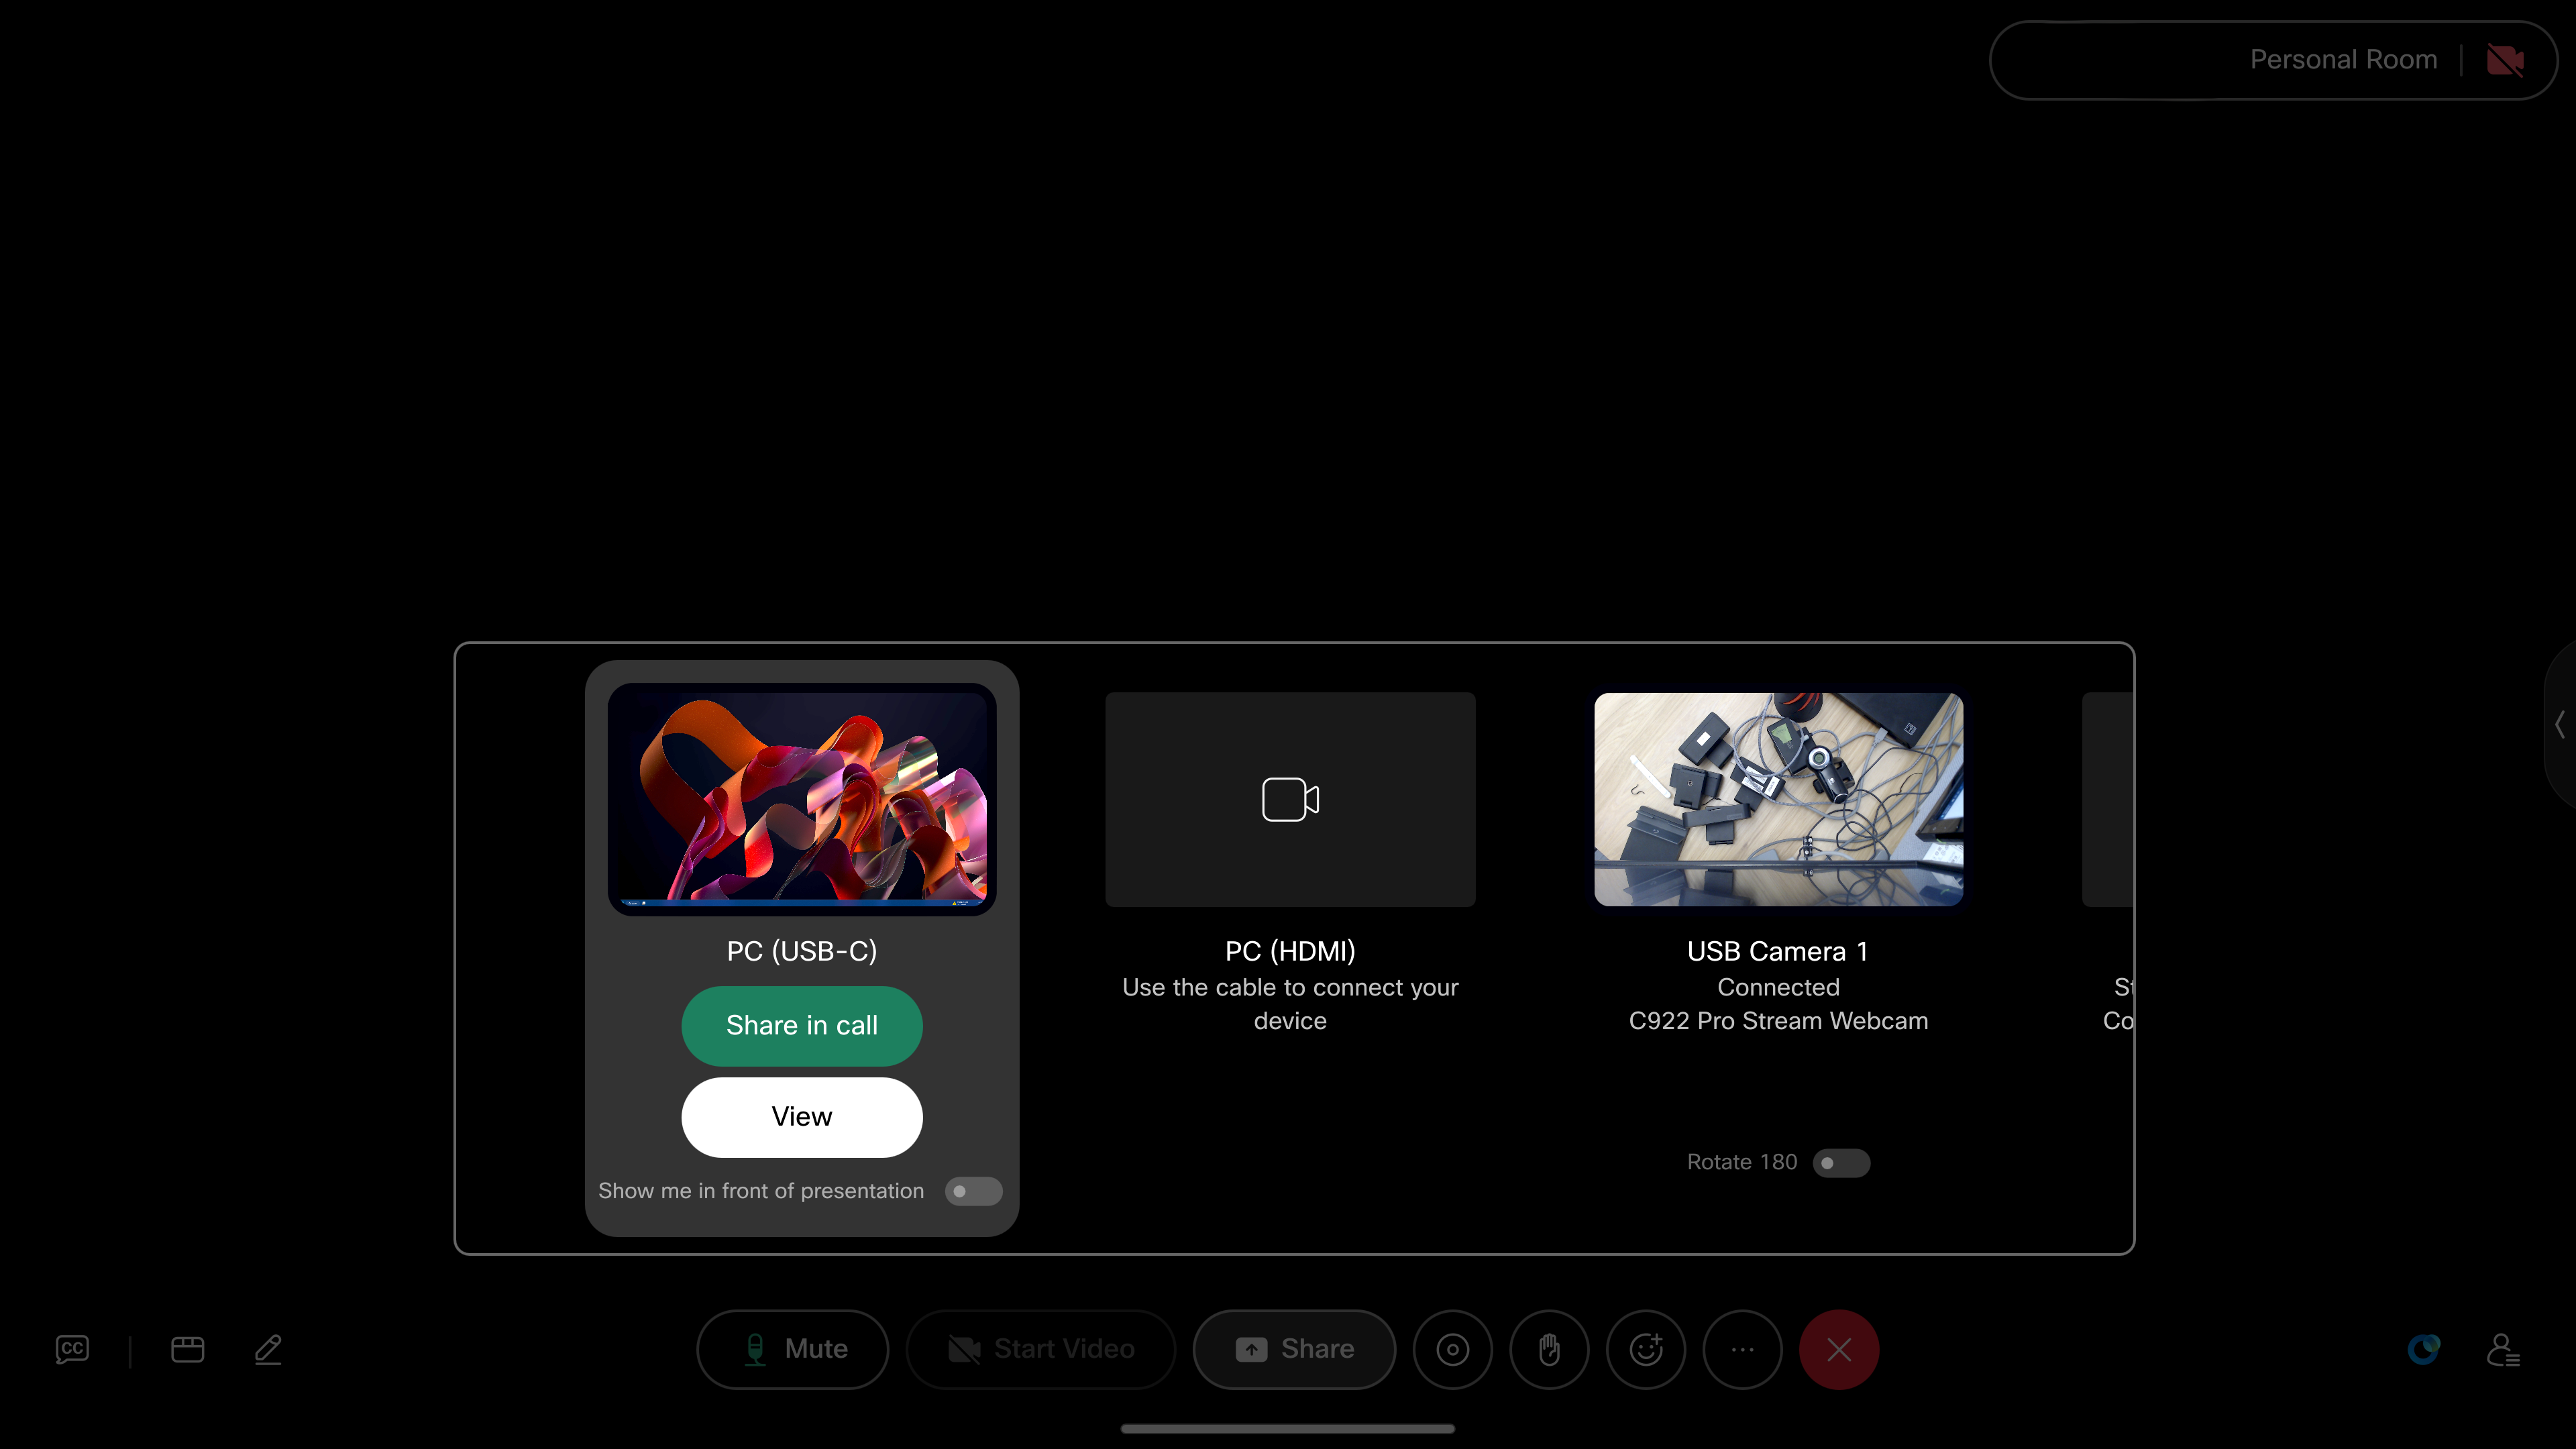 Personal Room
PC (USB-C)
Share in call
View
Show me in front of presentation
PC (HDMI)
Use the cable to connect your
device
USB Camera 1
Connected
C922 Pro Stream Webcam
Rotate 180
St
Co
CC
Mute
Start Video
Share